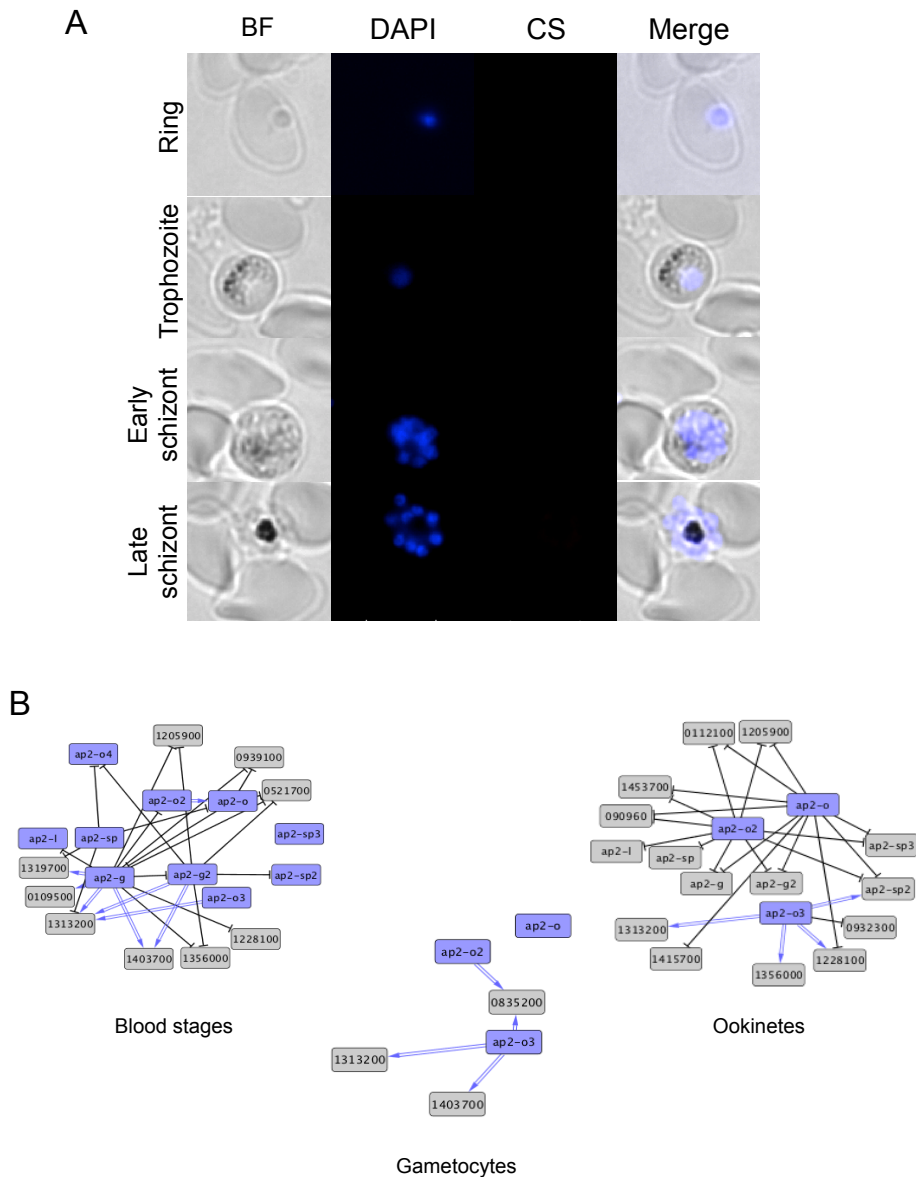 A
BF DAPI CS Merge
Ring
Trophozoite
Early
schizont
Late
schizont
B
1205900
ap2-o4
0939100
ap2-o2 ap2-o 0521700
ap2-l ap2-sp ap2-sp3
1319700 ap2-g ap2-g2 ap2-sp2
0109500 ap2-o3
1313200
1228100
1403700 1356000
Blood stages
ap2-o
ap2-o2
0835200
ap2-o3
1313200
1403700
Gametocytes
0112100 1205900
1453700 ap2-o
090960 ap2-o2
ap2-l ap2-sp ap2-sp3
ap2-g ap2-g2 ap2-sp2
1313200 ap2-o3 0932300
1415700 1356000 1228100
Ookinetes